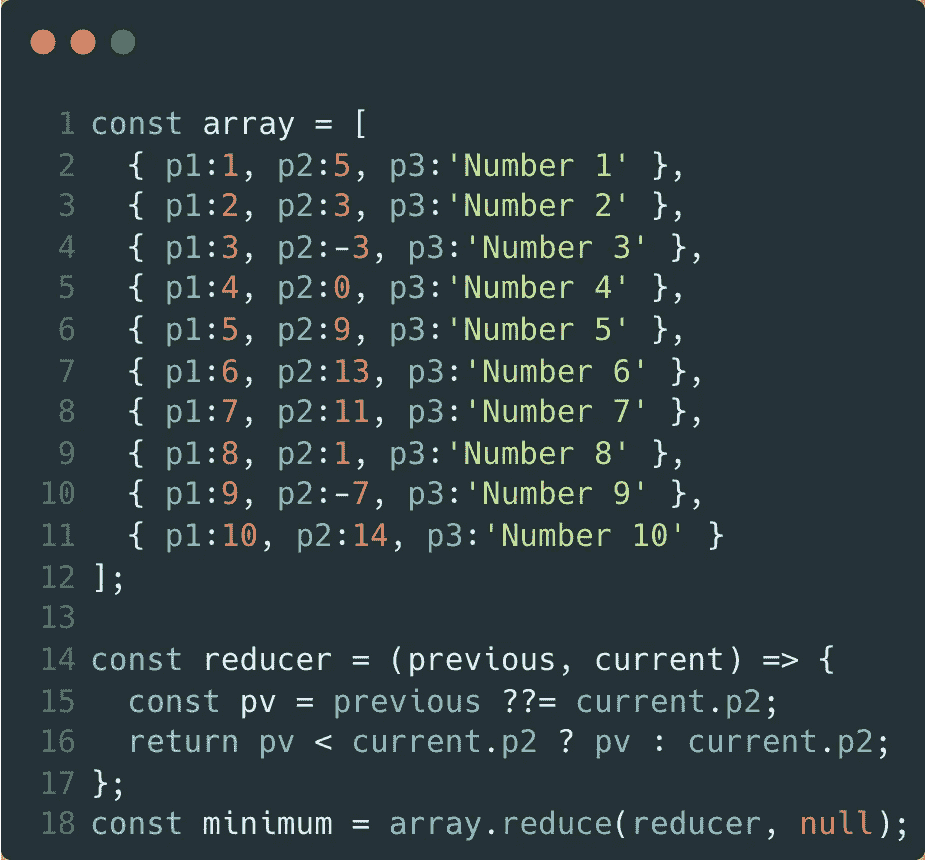 1 const array = [
2   { p1:1, p2:5, p3:'Number 1' },
3   { p1:2, p2:3, p3:'Number 2' },
4   { p1:3, p2:-3, p3:'Number 3' },
5   { p1:4, p2:0, p3:'Number 4' },
6   { p1:5, p2:9, p3:'Number 5' },
7   { p1:6, p2:13, p3:'Number 6' },
8   { p1:7, p2:11, p3:'Number 7' },
9   { p1:8, p2:1, p3:'Number 8' },
10   { p1:9, p2:-7, p3:'Number 9' },
11   { p1:10, p2:14, p3:'Number 10' }
12 ];
13
14 const reducer = (previous, current) => {
15   const pv = previous ??= current.p2;
16   return pv < current.p2 ? pv : current.p2;
17 };
18 const minimum = array.reduce(reducer, null);